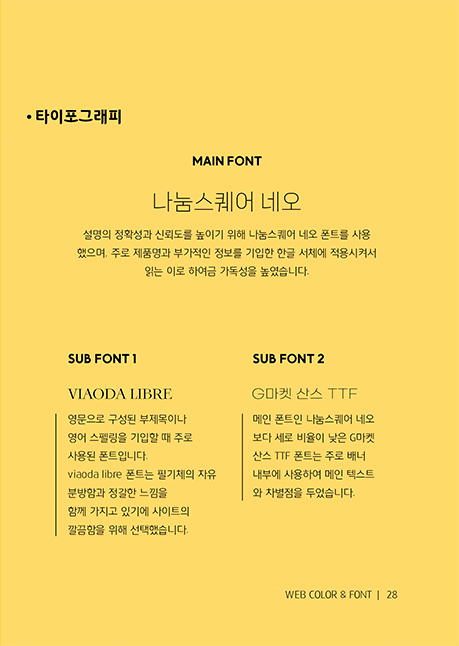 • 타이포그래피
MAIN FONT
나눔스퀘어 네오
설명의 정확성과 신뢰도를 높이기 위해 나눔스퀘어 네오 폰트를 사용
했으며, 주로 제품명과 부가적인 정보를 기입한 한글 서체에 적용시켜서
읽는 이로 하여금 가독성을 높였습니다.
SUB FONT 1
VIAODA LIBRE
영문으로 구성된 부제목이나
영어 스펠링을 기입할 때 주로
사용된 폰트입니다.
viaoda libre 폰트는 필기체의 자유
분방함과 정갈한 느낌을
함께 가지고 있기에 사이트의
깔끔함을 위해 선택했습니다.
SUB FONT 2
G마켓 산스 TTF
메인 폰트인 나눔스퀘어 네오
보다 세로 비율이 낮은 G마켓
산스 TTF 폰트는 주로 배너
내부에 사용하여 메인 텍스트
와 차별점을 두었습니다.
WEB COLOR & FONT | 28